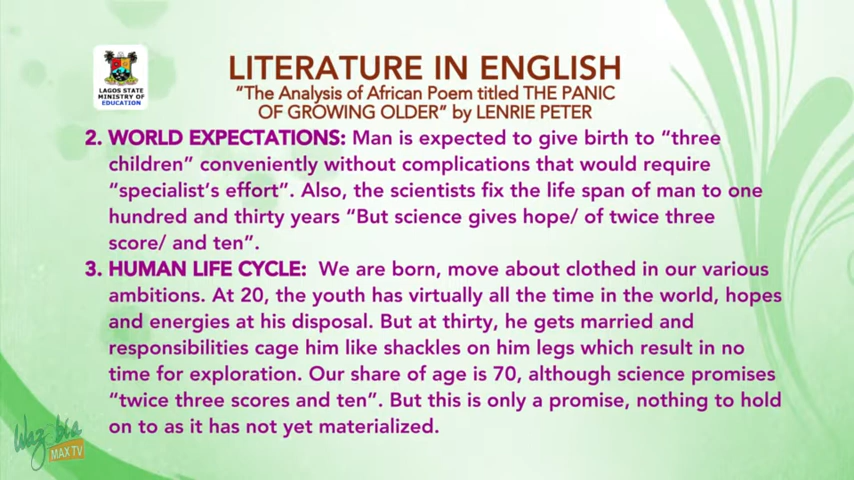 LAGOS STATE
MINISTRY OF
EDUCATION
LITERATURE IN ENGLISH
“The Analysis of African Poem titled THE PANIC
OF GROWING OLDER” by LENRIE PETER
2. WORLD EXPECTATIONS: Man is expected to give birth to “three
children” conveniently without complications that would require
“specialist’s effort”. Also, the scientists fix the life span of man to one
hundred and thirty years “But science gives hope/ of twice three
score/ and ten”.
3. HUMAN LIFE CYCLE: We are born, move about clothed in our various
ambitions. At 20, the youth has virtually all the time in the world, hopes
and energies at his disposal. But at thirty, he gets married and
responsibilities cage him like shackles on him legs which result in no
time for exploration. Our share of age is 70, although science promises
“twice three scores and ten”. But this is only a promise, nothing to hold
on to as it has not yet materialized.
Wazobia
MAX TV